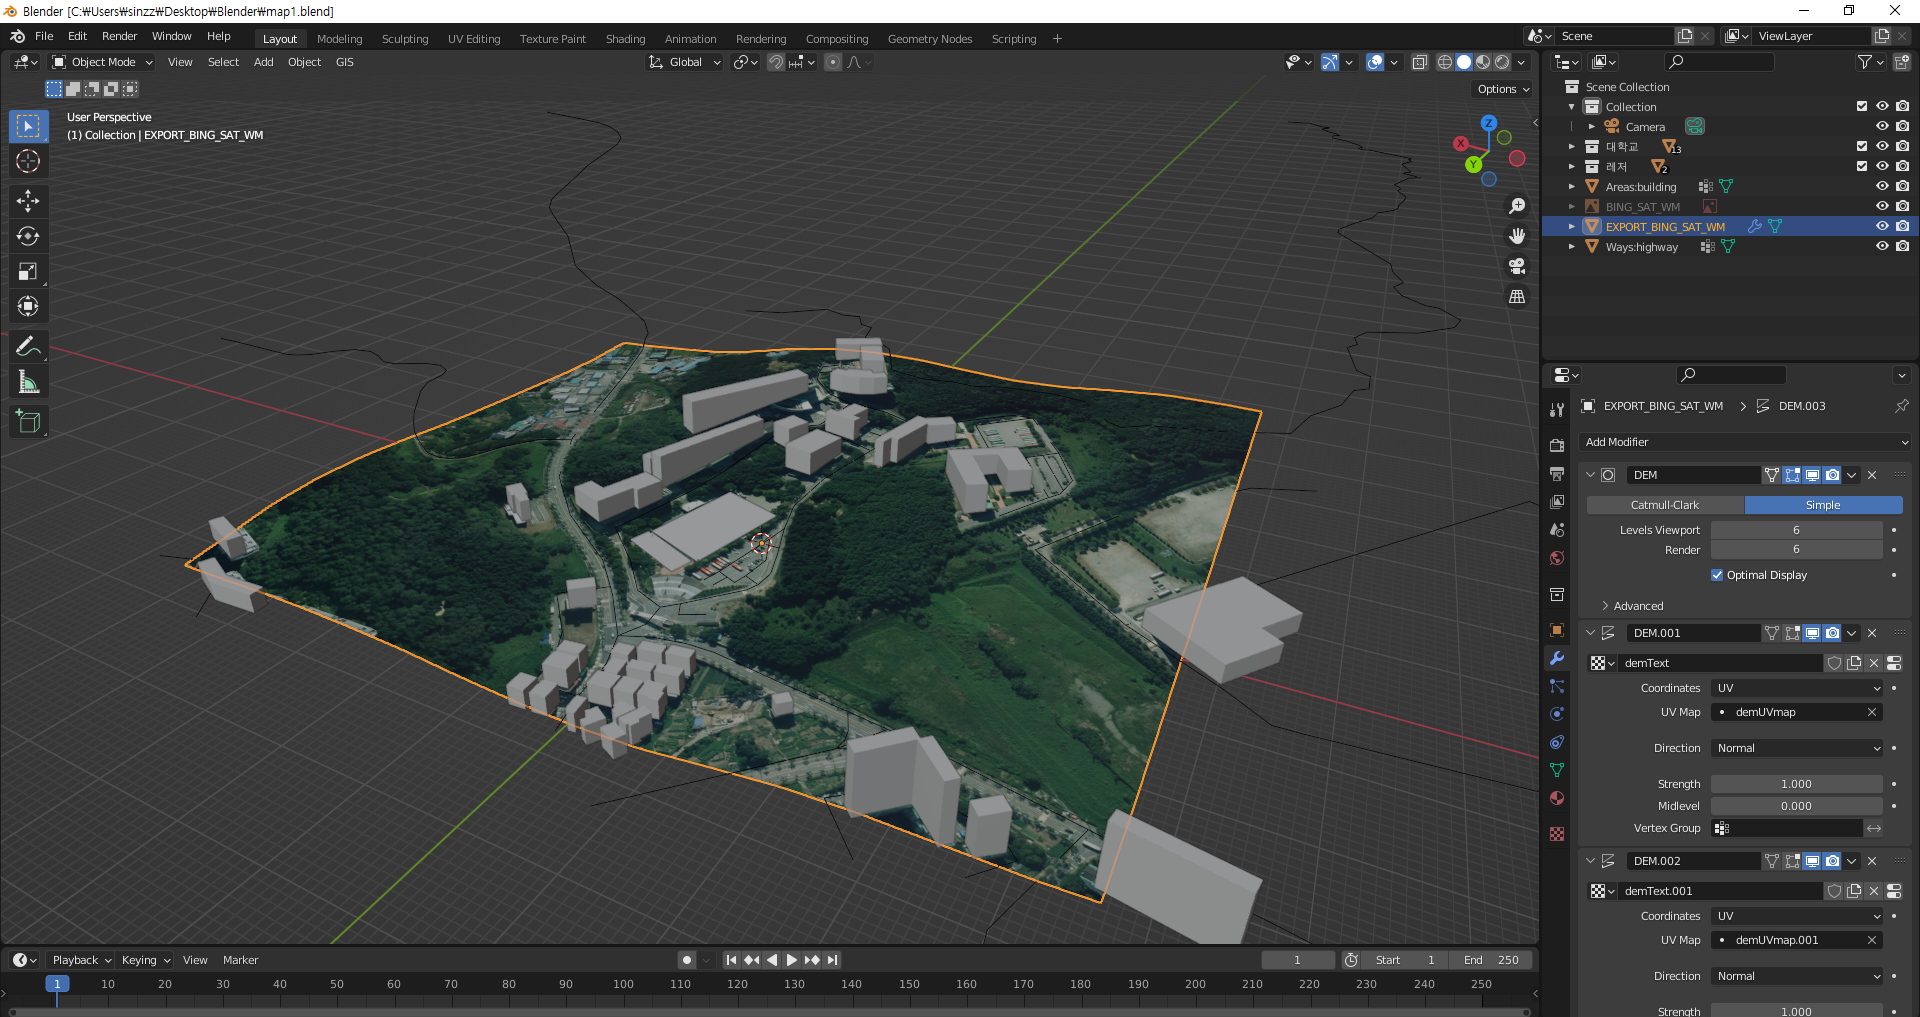 Blender [C:￦Users￦sinzz￦Desktop￦Blender￦map1.blend]
File Edit Render Window Help Layout Modeling Sculpting UV Editing Texture Paint Shading Animation Rendering Compositing Geometry Nodes Scripting + Scene ViewLayer
Object Mode View Select Add Object GIS Global
Options
User Perspective
(1) Collection | EXPORT_BING_SAT_WM
Z
X
Y
Scene Collection
Collection
Camera
대학교 13
레저 2
Areas:building
BING_SAT_WM
EXPORT_BING_SAT_WM
Ways:highway
EXPORT_BING_SAT_WM > DEM.003
Add Modifier
DEM
Catmull-Clark Simple
Levels Viewport 6
Render 6
Optimal Display
Advanced
DEM.001
demText
Coordinates UV
UV Map demUVmap
Direction Normal
Strength 1.000
Midlevel 0.000
Vertex Group
DEM.002
demText.001
Coordinates UV
UV Map demUVmap.001
Direction Normal
Strength 1.000
Playback Keying View Marker 1 Start 1 End 250
1 10 20 30 40 50 60 70 80 90 100 110 120 130 140 150 160 170 180 190 200 210 220 230 240 250